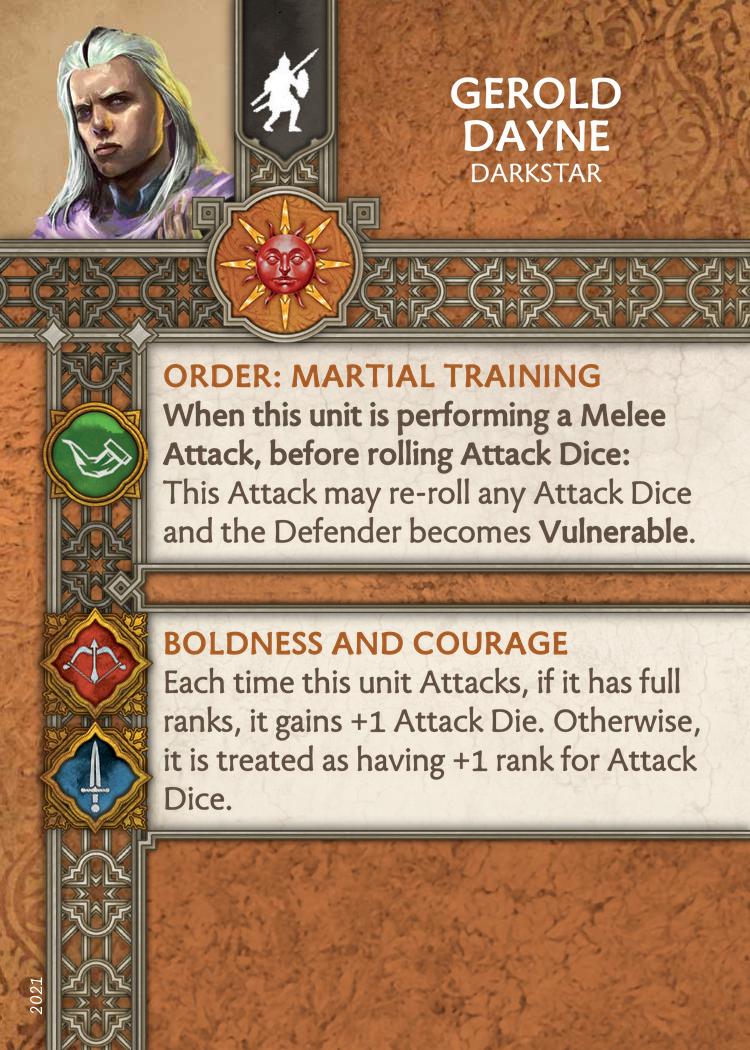 GEROLD
DAYNE
DARKSTAR
ORDER: MARTIAL TRAINING
When this unit is performing a Melee
Attack, before rolling Attack Dice:
This Attack may re-roll any Attack Dice
and the Defender becomes Vulnerable.
BOLDNESS AND COURAGE
Each time this unit Attacks, if it has full
ranks, it gains +1 Attack Die. Otherwise,
it is treated as having +1 rank for Attack
Dice.
2021